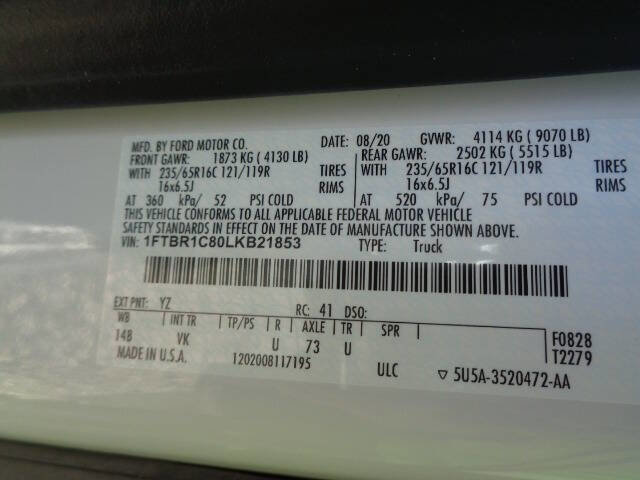 MFD. BY FORD MOTOR CO. DATE: 08/20 GVWR: 4114 KG ( 9070 LB)
FRONT GAWR: 1873 KG ( 4130 LB) REAR GAWR: 2502 KG ( 5515 LB)
WITH 235/65R16C 121/119R TIRES WITH 235/65R16C 121/119R TIRES
16x6.5J RIMS 16x6.5J RIMS
AT 360 kPa/ 52 PSI COLD AT 520 kPa/ 75 PSI COLD
THIS VEHICLE CONFORMS TO ALL APPLICABLE FEDERAL MOTOR VEHICLE
SAFETY STANDARDS IN EFFECT ON THE DATE OF MANUFACTURE SHOWN ABOVE.
VIN: 1FTBR1C80LKB21853 TYPE: Truck
EXT PNT: YZ RC: 41 DSO:
WB INT TR TP/PS R AXLE TR SPR F0828
148 VK U 73 U T2279
MADE IN U.S.A. 1202008117195 ULC ▽ 5U5A-3520472-AA